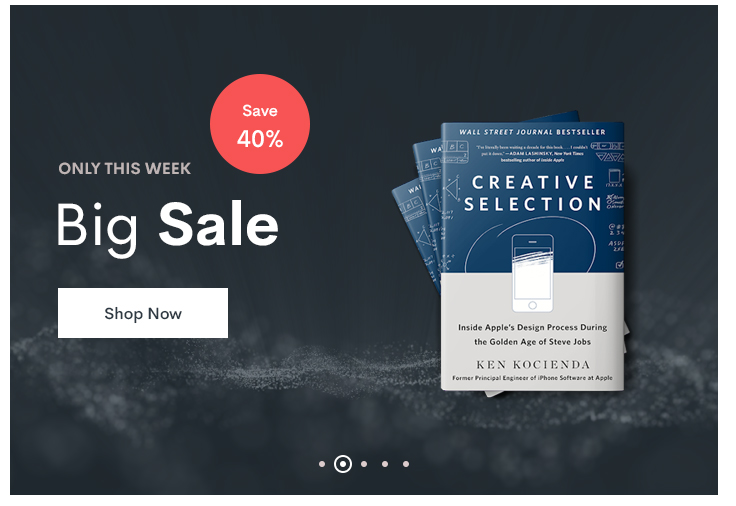 Save
40%
ONLY THIS WEEK
Big Sale
Shop Now
WALL STREET JOURNAL BESTSELLER
"I'm literally been waiting a decade for this book. . . . I couldn't
put it down." —ADAM LASHINSKY, New York Times
bestselling author of Inside Apple
CREATIVE
SELECTION
Inside Apple's Design Process During
the Golden Age of Steve Jobs
KEN KOCIENDA
Former Principal Engineer of iPhone Software at Apple